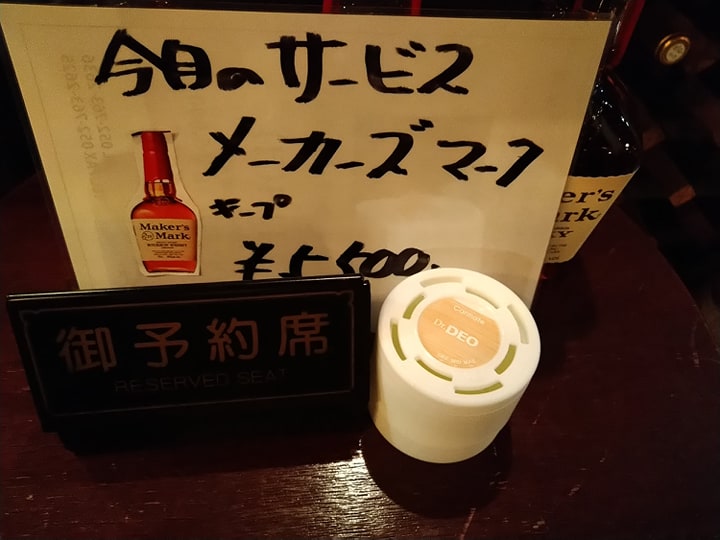 今日のサービス
メーカーズマーク
キープ
¥5,500.
Maker's
Mark
御予約席
RESERVED SEAT
Dr.DEO